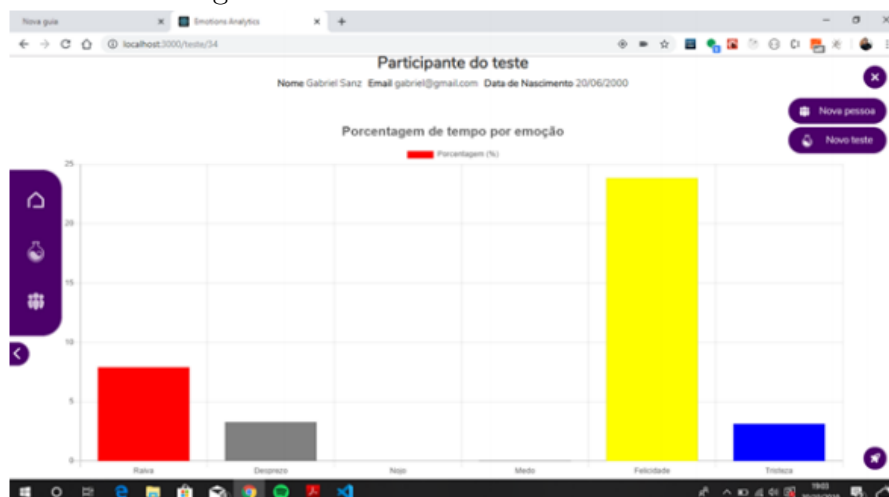 Nova guia
Emotions Analytics
localhost:3000/teste/34
Participante do teste
Nome Gabriel Sanz Email gabriel@gmail.com Data de Nascimento 20/06/2000
Nova pessoa
Novo teste
Porcentagem de tempo por emoção
Porcentagem (%)
25
20
15
10
5
0
Raiva Desprezo Nojo Medo Felicidade Tristeza
19:03